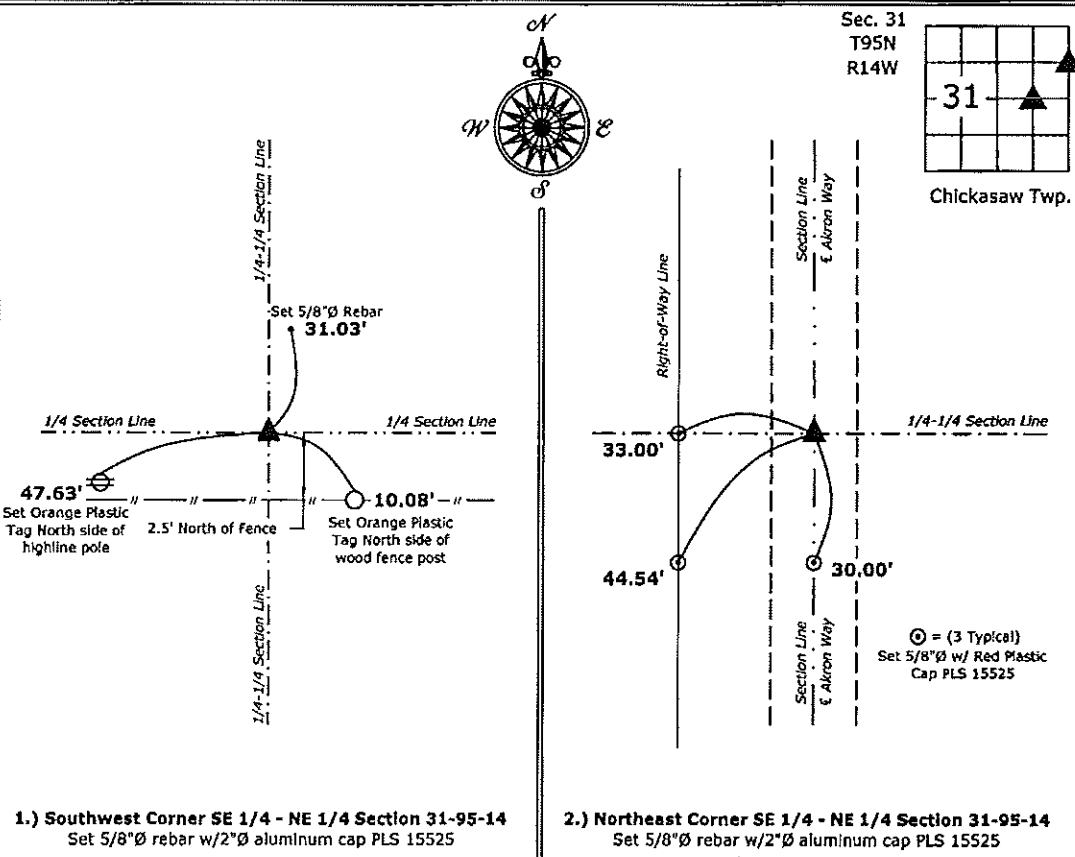 Sec. 31
T95N
R14W
31
Chickasaw Twp.
N
W
E
S
1/4-1/4 Section Line
Set 5/8"Ø Rebar
31.03'
1/4 Section Line
1/4 Section Line
47.63'
Set Orange Plastic
Tag North side of
highline pole
2.5' North of Fence
10.08'
Set Orange Plastic
Tag North side of
wood fence post
1/4-1/4 Section Line
1.) Southwest Corner SE 1/4 - NE 1/4 Section 31-95-14
Set 5/8"Ø rebar w/2"Ø aluminum cap PLS 15525
Right-of-Way Line
Section Line
℄ Akron Way
1/4-1/4 Section Line
33.00'
44.54'
30.00'
Section Line
℄ Akron Way
= (3 Typical)
Set 5/8"Ø w/ Red Plastic
Cap PLS 15525
2.) Northeast Corner SE 1/4 - NE 1/4 Section 31-95-14
Set 5/8"Ø rebar w/2"Ø aluminum cap PLS 15525